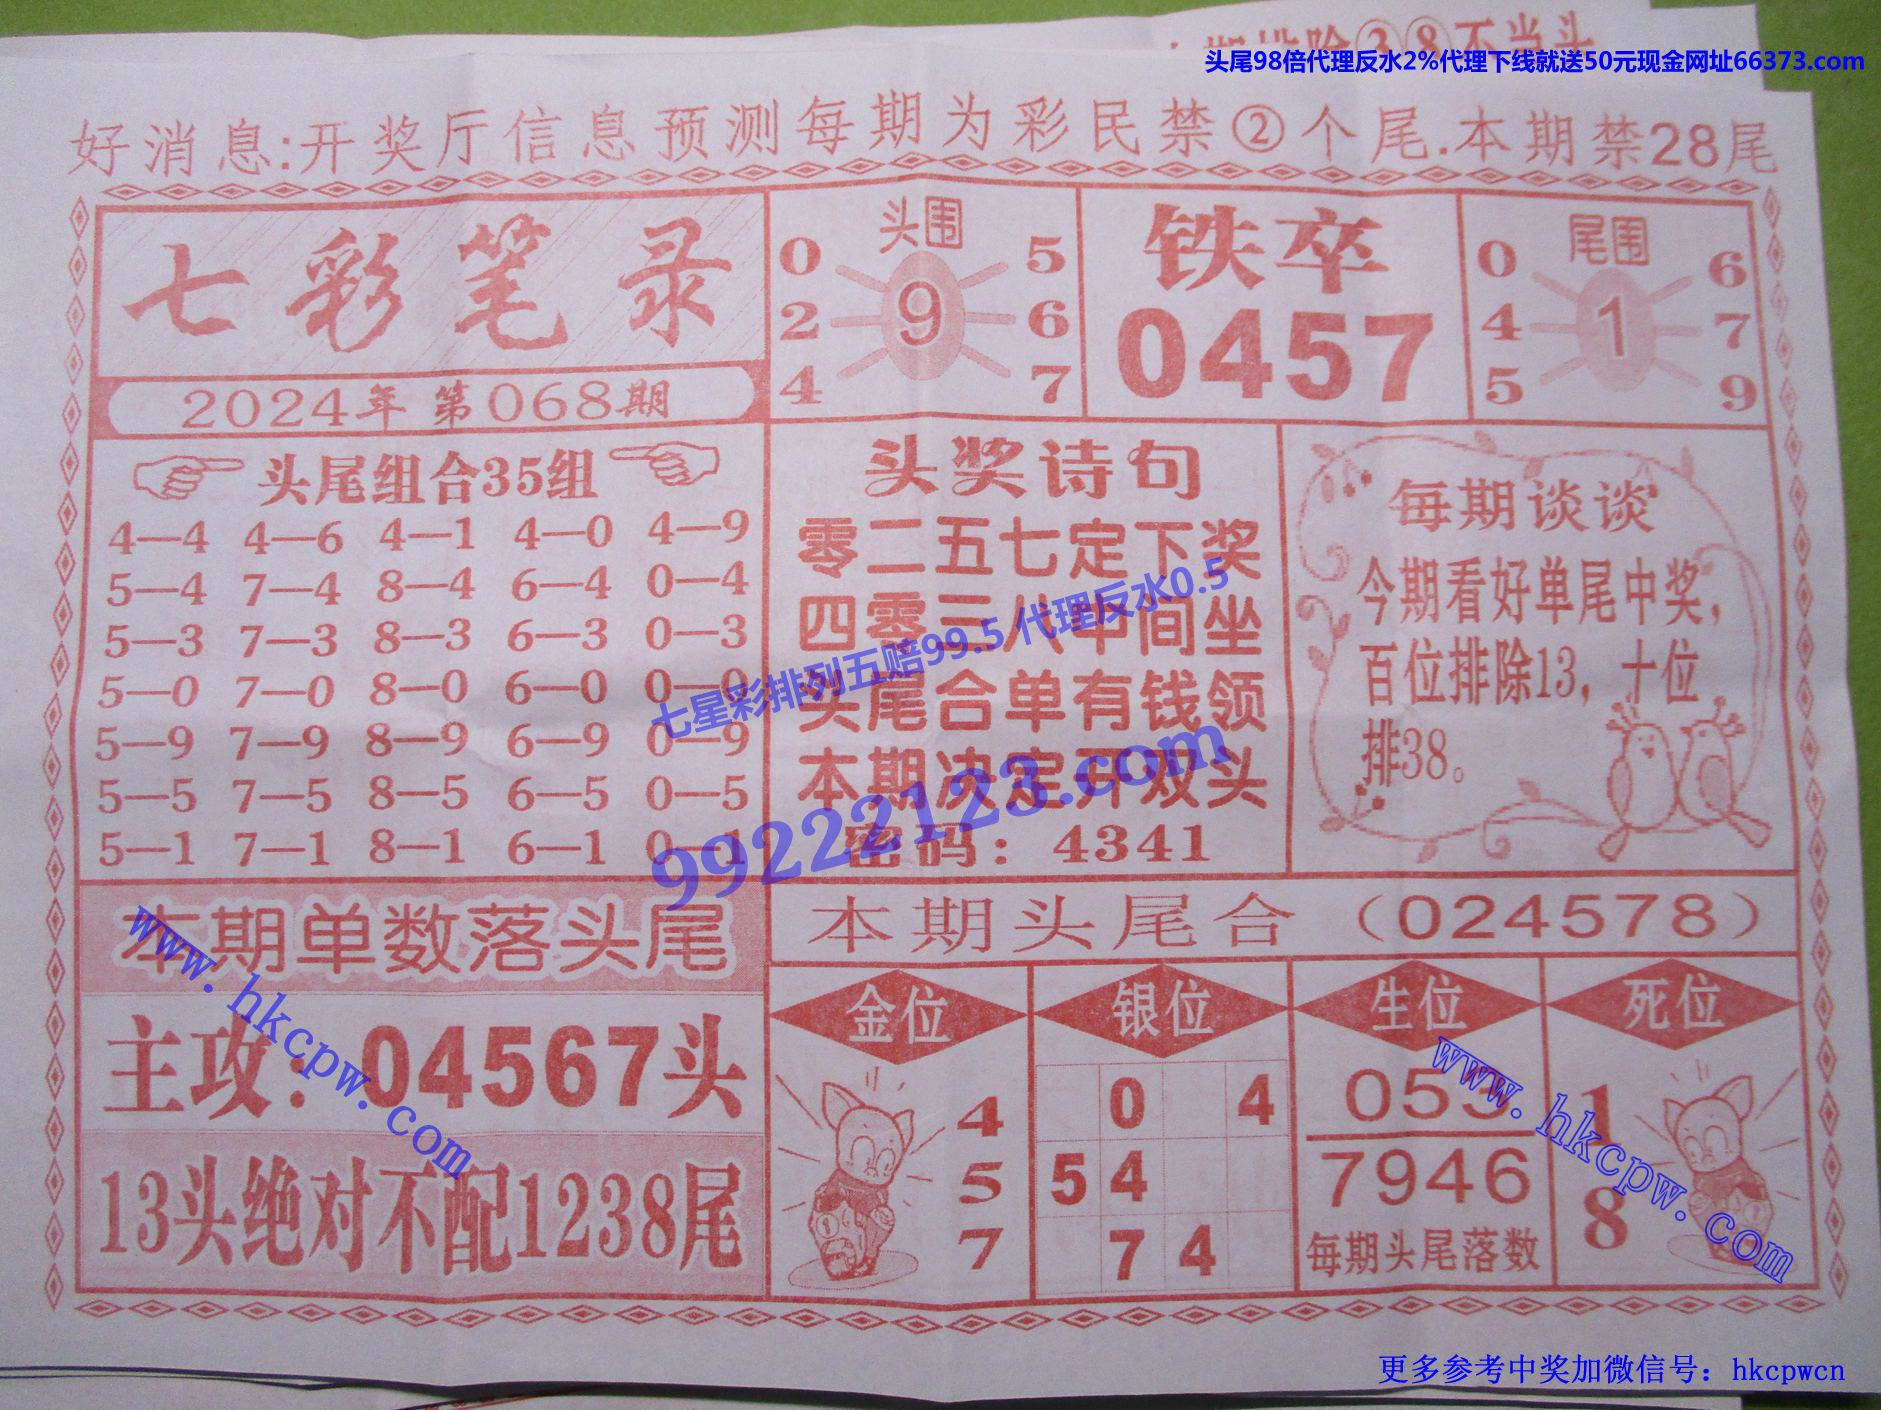 头尾98倍代理反水2%代理下线就送50元现金网址66373.com
好消息:开奖厅信息预测每期为彩民禁②个尾.本期禁28尾
七彩笔录
2024年 第068期
头围
0 5
2 9 6
4 7
铁卒
0457
尾围
0 6
4 1 7
5 9
头尾组合35组
4—4 4—6 4—1 4—0 4—9
5—4 7—4 8—4 6—4 0—4
5—3 7—3 8—3 6—3 0—3
5—0 7—0 8—0 6—0 0—0
5—9 7—9 8—9 6—9 0—9
5—5 7—5 8—5 6—5 0—5
5—1 7—1 8—1 6—1 0—1
头奖诗句
零二五七定下奖
四零三八中间坐
头尾合单有钱领
本期决定开双头
密码: 4341
每期谈谈
今期看好单尾中奖，
百位排除13，十位
排38。
七星彩排列五赔99.5 代理反水0.5
99222123.com
本期单数落头尾
主攻: 04567头
13头绝对不配1238尾
本期头尾合（024578）
金位
4
5
7
银位
0 4
5 4
7 4
生位
053
7946
每期头尾落数
死位
1
8
www.hkcpw.com
www.hkcpw.com
更多参考中奖加微信号：hkcpwcn